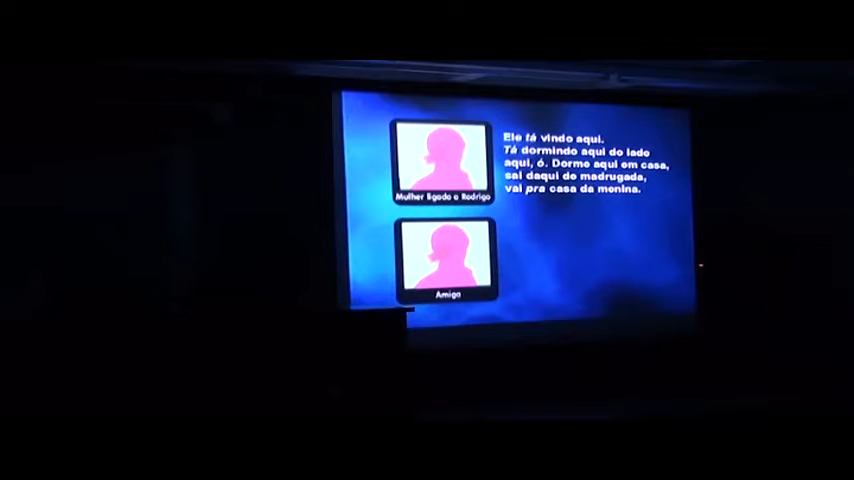 Ele tá vindo aqui.
Tá dormindo aqui do lado
aqui, ó. Dorme aqui em casa,
sai daqui de madrugada,
vai pra casa da menina.
Mulher ligada a Rodrigo
Amiga